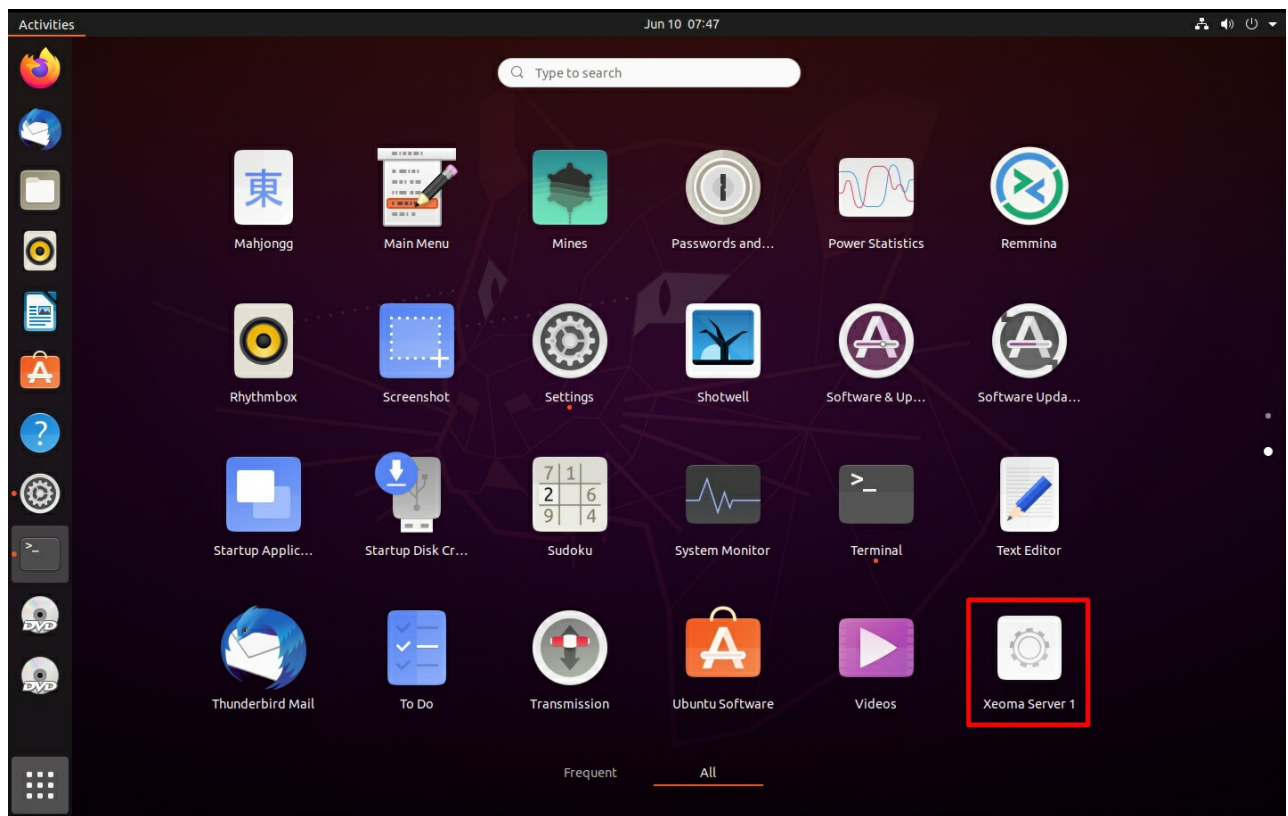 Activities
Jun 10 07:47
Type to search
東
Mahjongg
Main Menu
Mines
Passwords and...
Power Statistics
Remmina
Rhythmbox
Screenshot
Settings
Shotwell
Software & Up...
Software Upda...
7 1
2 6
9 4
Startup Applic...
Startup Disk Cr...
Sudoku
System Monitor
>_
Terminal
Text Editor
Thunderbird Mail
To Do
Transmission
Ubuntu Software
Videos
Xeoma Server 1
?
>_
DVD
DVD
Frequent
All